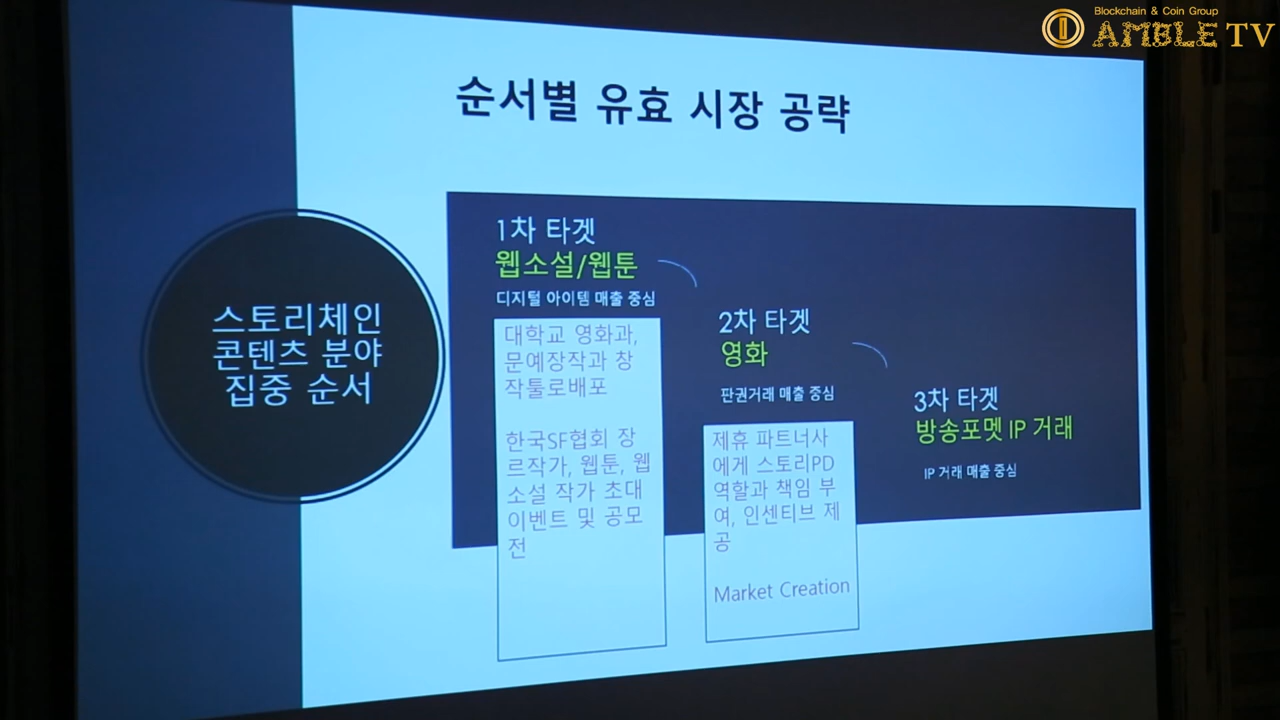 Blockchain & Coin Group
AMBLE TV
순서별 유효 시장 공략
스토리체인
콘텐츠 분야
집중 순서
1차 타겟
웹소설/웹툰
디지털 아이템 매출 중심
대학교 영화과,
문예창작과 창
작툴로배포
한국SF협회 장
르작가, 웹툰, 웹
소설 작가 초대
이벤트 및 공모
전
2차 타겟
영화
판권거래 매출 중심
제휴 파트너사
에게 스토리PD
역할과 책임 부
여, 인센티브 제
공
Market Creation
3차 타겟
방송포멧 IP 거래
IP 거래 매출 중심